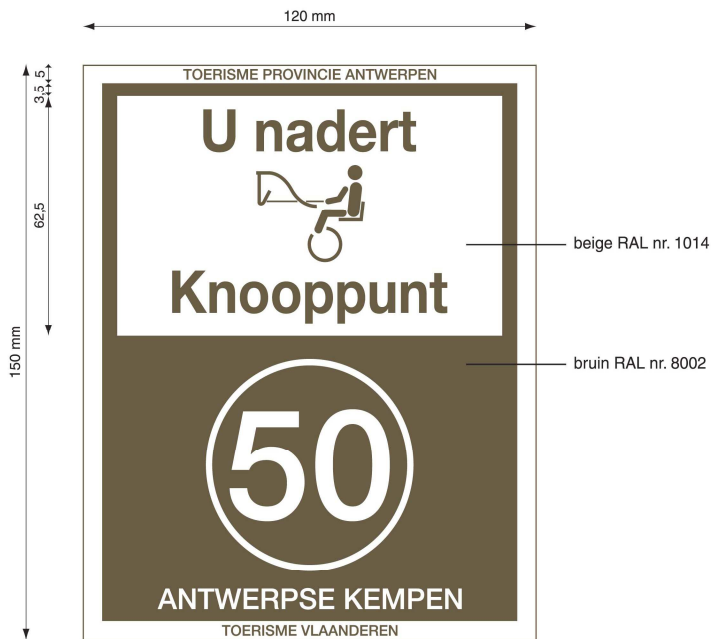 120 mm
TOERISME PROVINCIE ANTWERPEN
5
3,5
U nadert
62,5
beige RAL nr. 1014
Knooppunt
150 mm
bruin RAL nr. 8002
50
ANTWERPSE KEMPEN
TOERISME VLAANDEREN